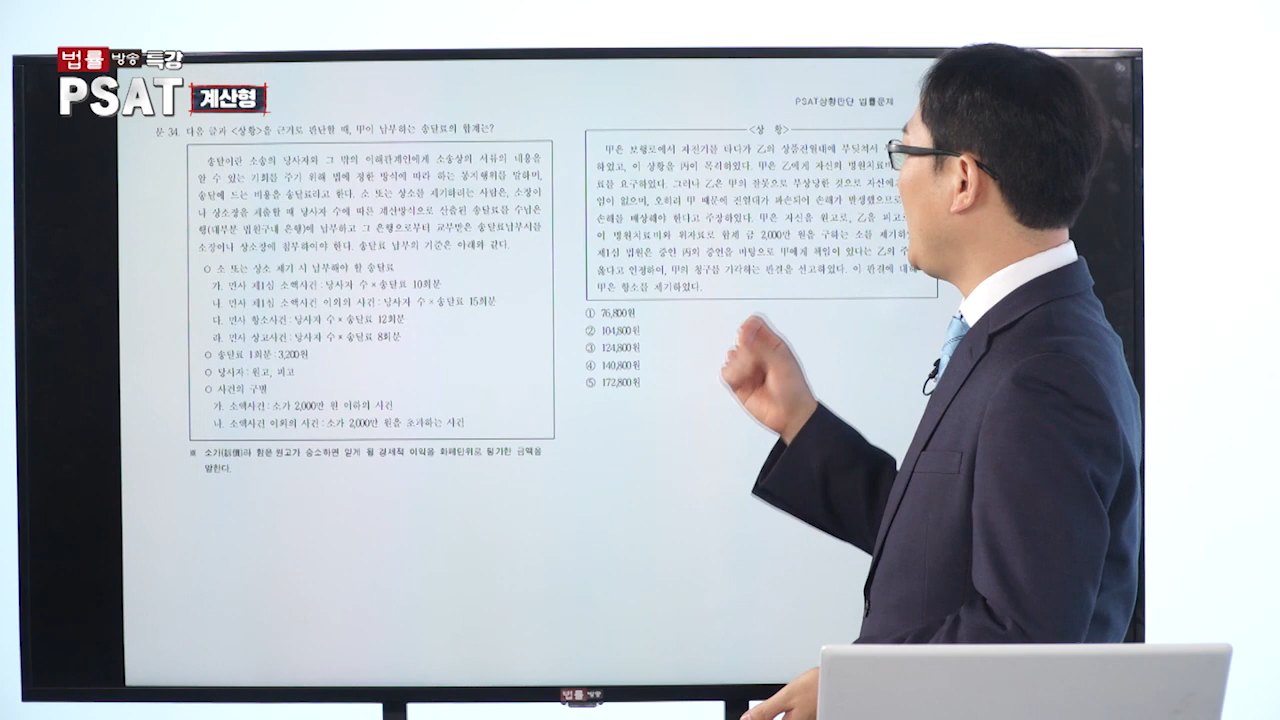 법률방송 특강
PSAT 계산형
PSAT상황판단 법률문제
문 34. 다음 글과 <상황>을 근거로 판단할 때, 甲이 납부하는 송달료의 합계는?
송달이란 소송의 당사자와 그 밖의 이해관계인에게 소송상의 서류의 내용을
알 수 있는 기회를 주기 위해 법에 정한 방식에 따라 하는 통지행위를 말하며,
송달에 드는 비용을 송달료라고 한다. 소 또는 상소를 제기하려는 사람은, 소장이
나 상소장을 제출할 때 당사자 수에 따른 계산방식으로 산출된 송달료를 수납은
행(대부분 법원구내 은행)에 납부하고 그 은행으로부터 교부받은 송달료납부서를
소장이나 상소장에 첨부하여야 한다. 송달료 납부의 기준은 아래와 같다.
○ 소 또는 상소 제기 시 납부해야 할 송달료
가. 민사 제1심 소액사건 : 당사자 수 × 송달료 10회분
나. 민사 제1심 소액사건 이외의 사건 : 당사자 수 × 송달료 15회분
다. 민사 항소사건 : 당사자 수 × 송달료 12회분
라. 민사 상고사건 : 당사자 수 × 송달료 8회분
○ 송달료 1회분 : 3,200원
○ 당사자 : 원고, 피고
○ 사건의 구별
가. 소액사건 : 소가 2,000만 원 이하의 사건
나. 소액사건 이외의 사건 : 소가 2,000만 원을 초과하는 사건
※ 소가(訴價)라 함은 원고가 승소하면 얻게 될 경제적 이익을 화폐단위로 평가한 금액을
말한다.
<상 황>
甲은 보행로에서 자전거를 타다가 乙의 상품진열대에 부딪쳐서
하였고, 이 상황을 丙이 목격하였다. 甲은 乙에게 자신의 병원치료비
료를 요구하였다. 그러나 乙은 甲의 잘못으로 부상당한 것으로 자신에
임이 없으며, 오히려 甲 때문에 진열대가 파손되어 손해가 발생했으므로
손해를 배상해야 한다고 주장하였다. 甲은 자신을 원고로, 乙을 피고로
여 병원치료비와 위자료로 합계 금 2,000만 원을 구하는 소를 제기하
제1심 법원은 증인 丙의 증언을 바탕으로 甲에게 책임이 있다는 乙의 주
옳다고 인정하여, 甲의 청구를 기각하는 판결을 선고하였다. 이 판결에 대해
甲은 항소를 제기하였다.
① 76,800원
② 104,800원
③ 124,800원
④ 140,800원
⑤ 172,800원
법률방송